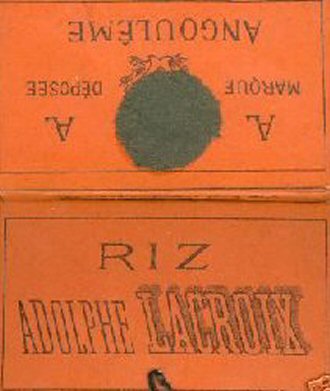 ANGOULÊME
MARQUE DÉPOSÉE
A. A.
RIZ
ADOLPHE LACROIX